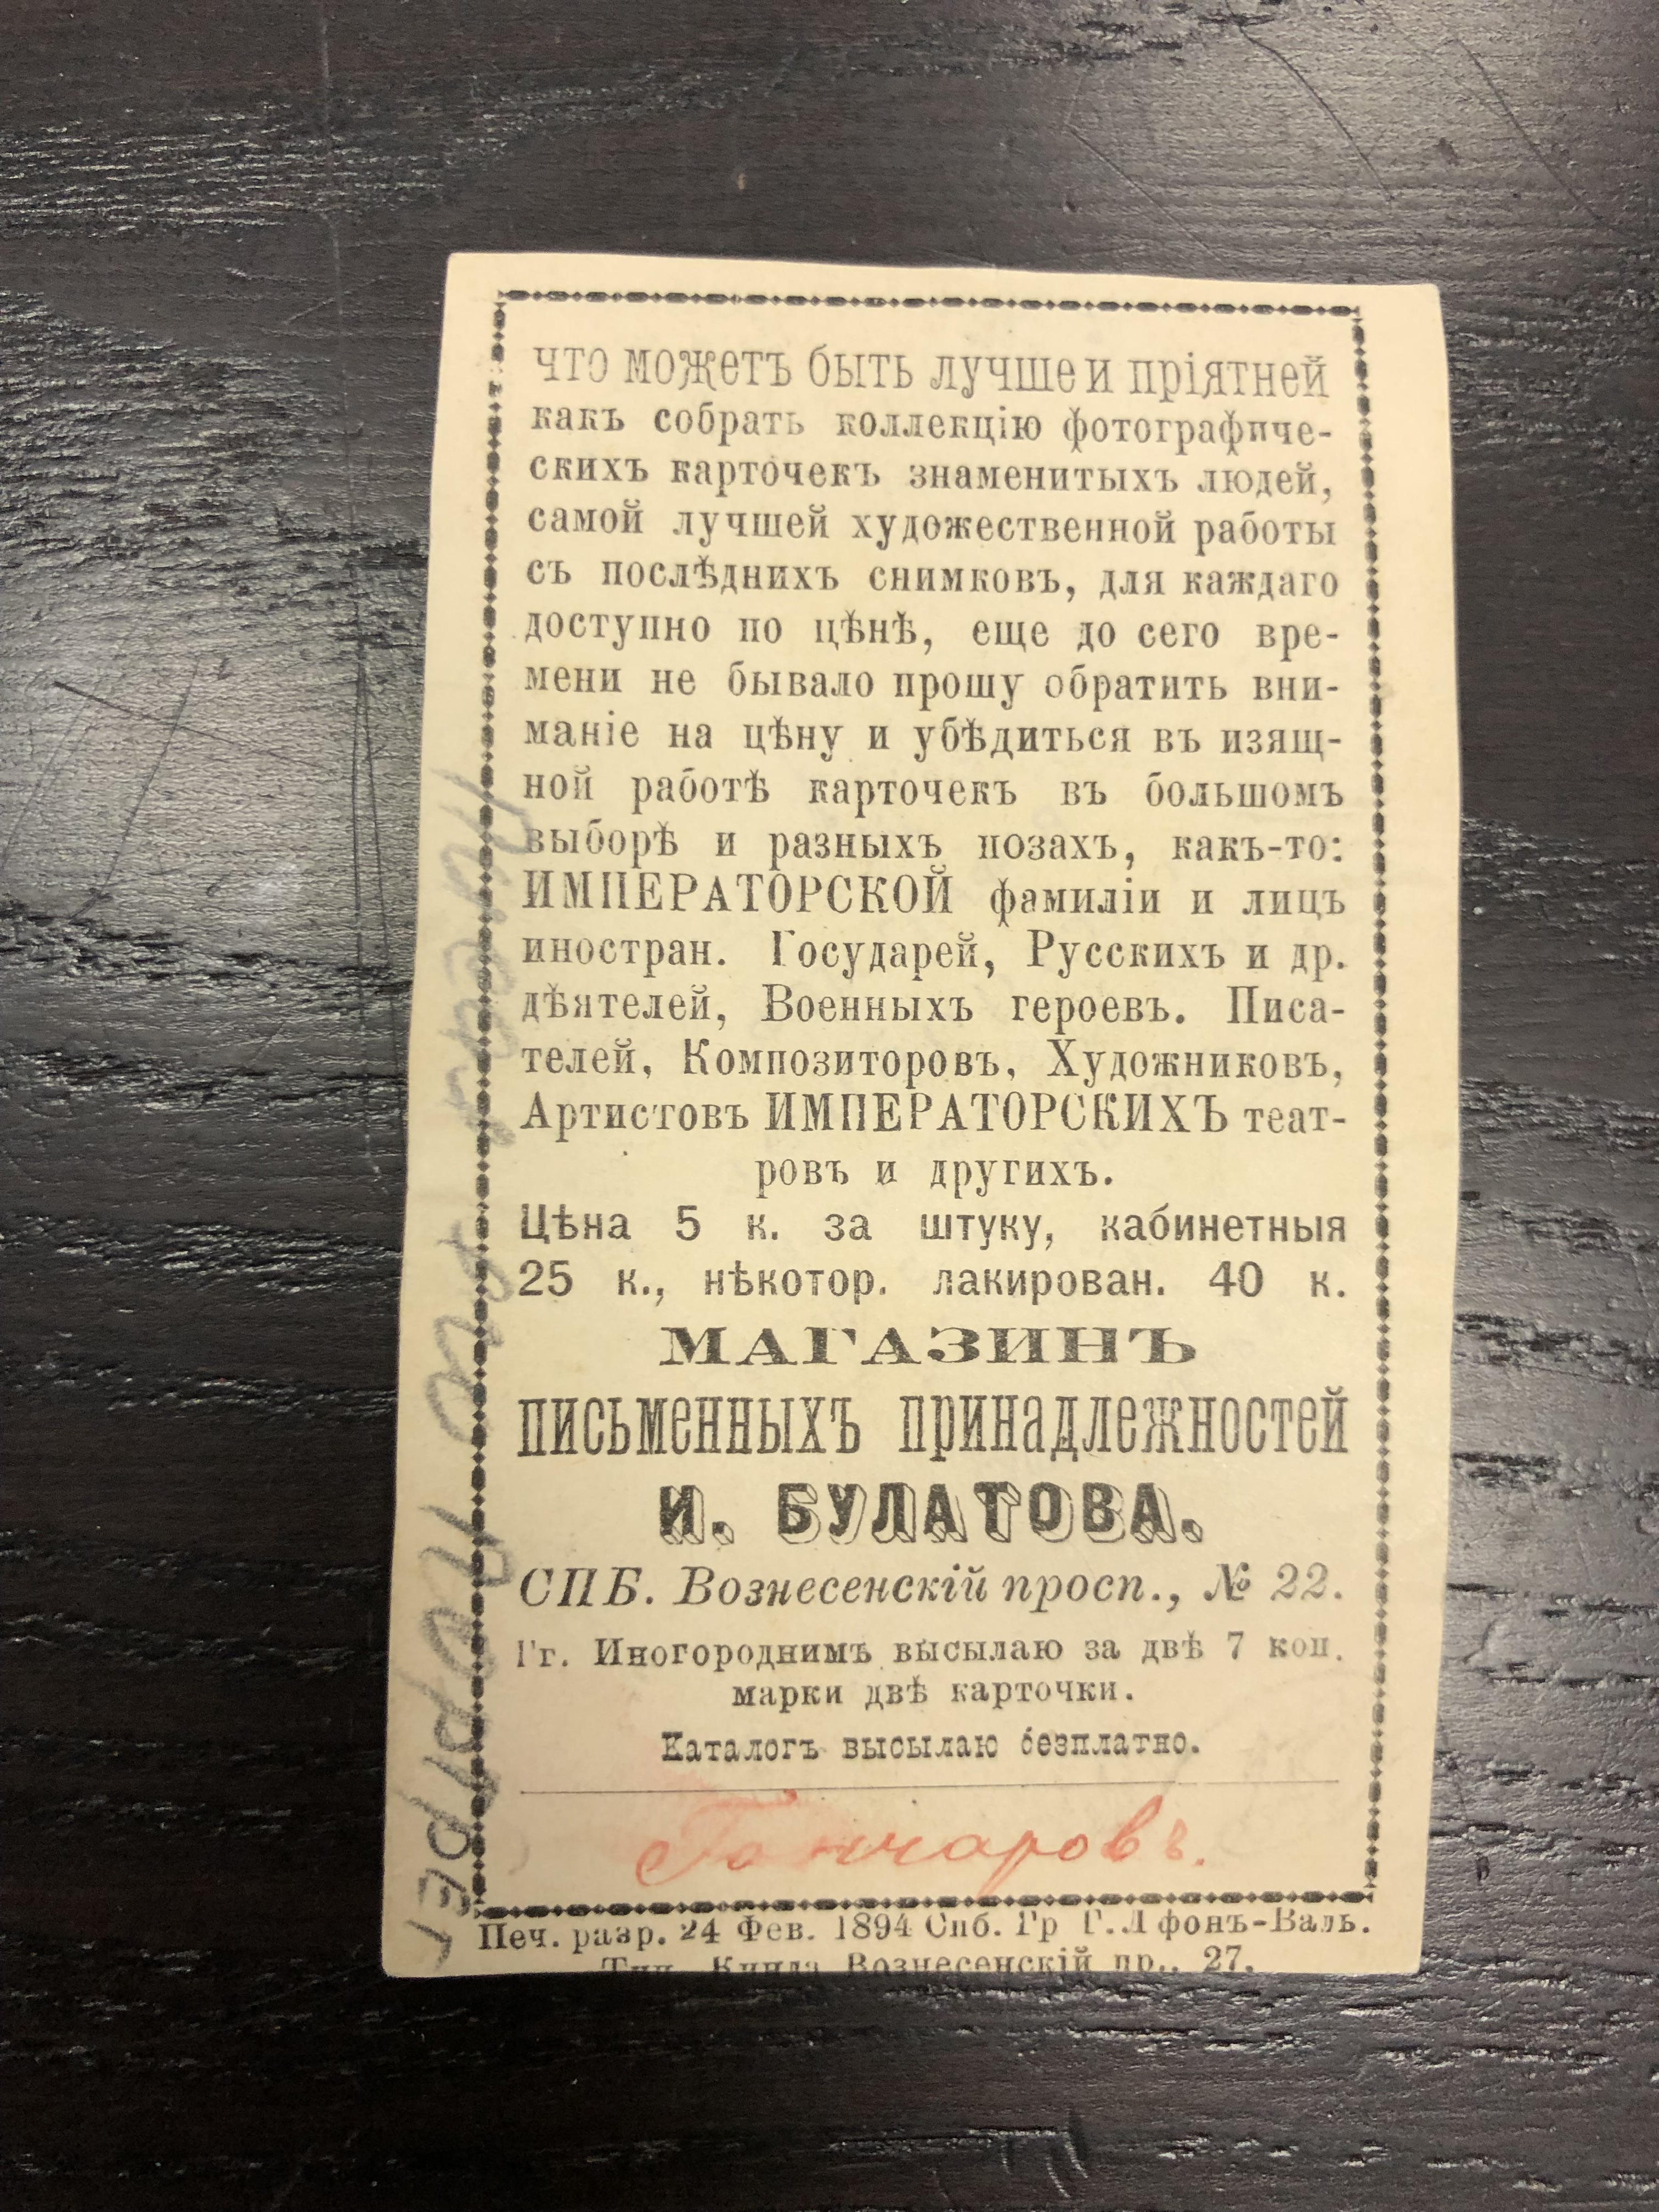 что можетъ быть лучше и пріятней
какъ собрать коллекцію фотографиче-
скихъ карточекъ знаменитыхъ людей,
самой лучшей художественной работы
съ послѣднихъ снимковъ, для каждаго
доступно по цѣнѣ, еще до сего вре-
мени не бывало прошу обратить вни-
маніе на цѣну и убѣдиться въ изящ-
ной работѣ карточекъ въ большомъ
выборѣ и разныхъ позахъ, какъ-то:
ИМПЕРАТОРСКОЙ фамиліи и лицъ
иностран. Государей, Русскихъ и др.
дѣятелей, Военныхъ героевъ. Писа-
телей, Композиторовъ, Художниковъ,
Артистовъ ИМПЕРАТОРСКИХЪ теат-
ровъ и другихъ.
Цѣна 5 к. за штуку, кабинетныя
25 к., нѣкотор. лакирован. 40 к.
МАГАЗИНЪ
письменныхъ принадлежностей
И. БУЛАТОВА.
СПБ. Вознесенскій просп., № 22.
Гг. Иногороднимъ высылаю за двѣ 7 коп.
марки двѣ карточки.
Каталогъ высылаю безплатно.
Гончаровъ.
Печ. разр. 24 Фев. 1894 Спб. Гр Г. Л фонъ-Валь.
Тип. Вознесенскій пр., 27.